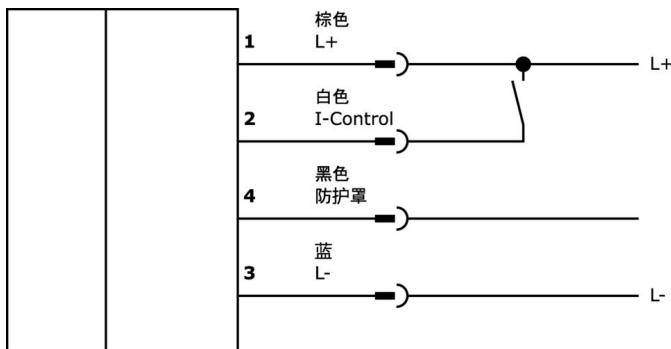 棕色
1 L+
L+
白色
2 I-Control
黑色
4 防护罩
蓝
3 L-
L-